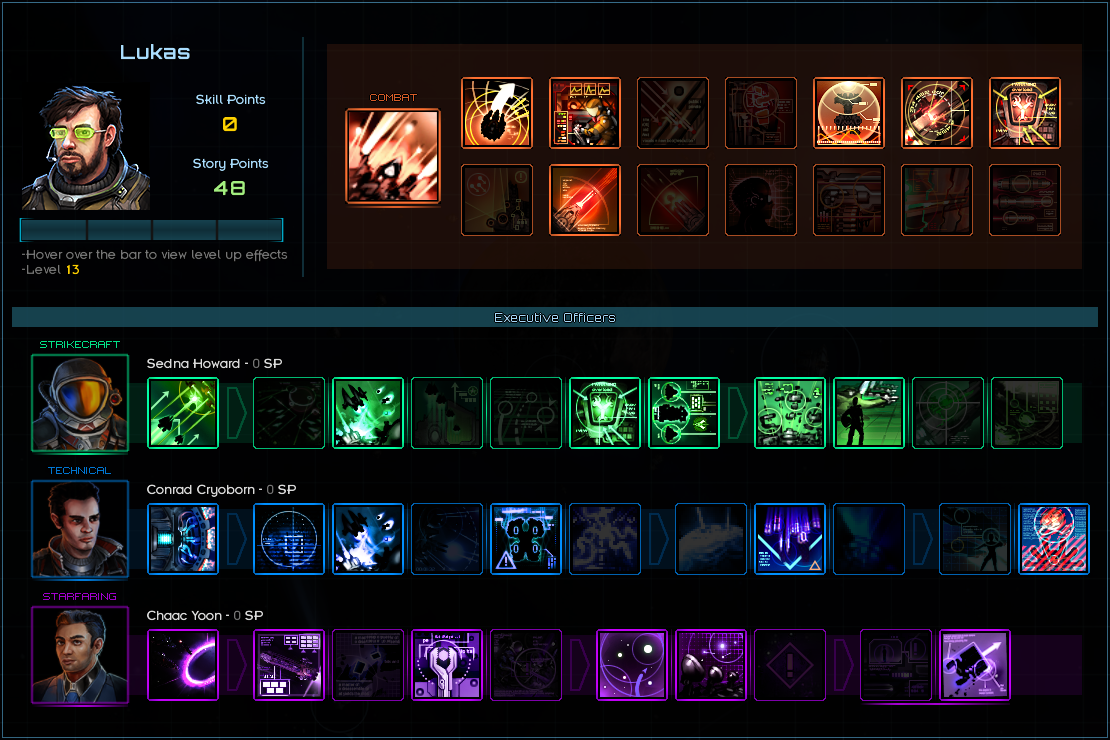 Lukas
Skill Points
0
Story Points
48
-Hover over the bar to view level up effects
-Level 13
COMBAT
Executive Officers
STRIKECRAFT
Sedna Howard - 0 SP
TECHNICAL
Conrad Cryoborn - 0 SP
STARFARING
Chaac Yoon - 0 SP